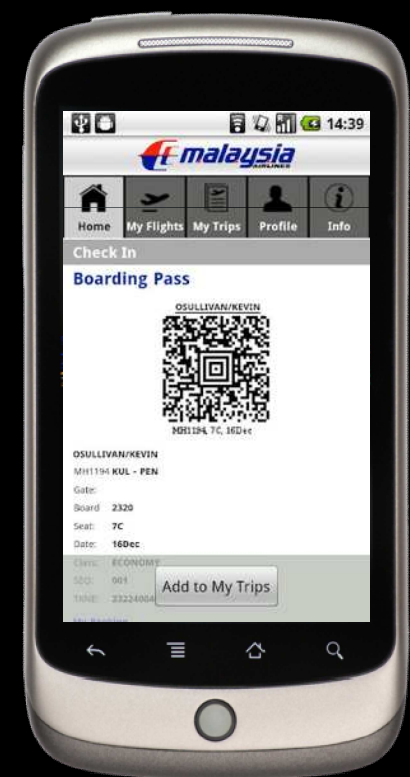 14:39
malaysia
AIRLINES
Home My Flights My Trips Profile Info
Check In
Boarding Pass
OSULLIVAN/KEVIN
MH1194, 7C, 16Dec
OSULLIVAN/KEVIN
MH1194 KUL - PEN
Gate:
Board 2320
Seat: 7C
Date: 16Dec
Class: ECONOMY
SEQ: 001
Add to My Trips